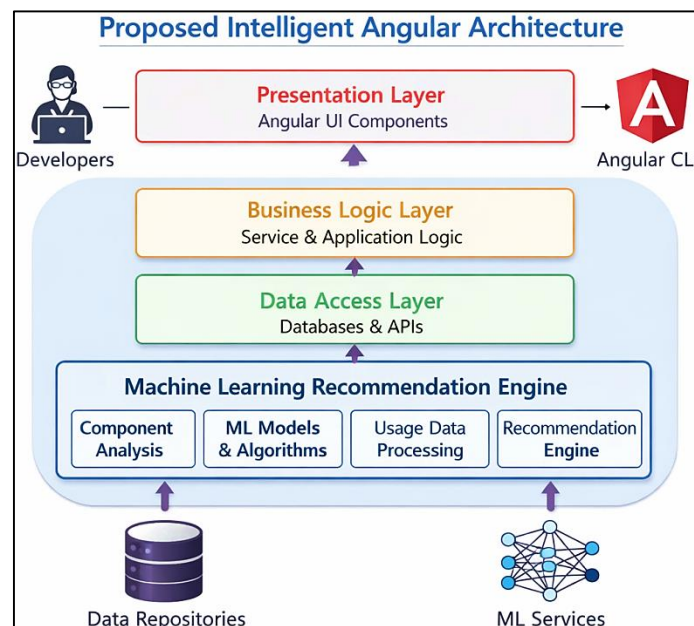 Proposed Intelligent Angular Architecture
Presentation Layer
Angular UI Components
Developers
Angular CL
Business Logic Layer
Service & Application Logic
Data Access Layer
Databases & APIs
Machine Learning Recommendation Engine
Component
Analysis
ML Models
& Algorithms
Usage Data
Processing
Recommendation
Engine
Data Repositories
ML Services